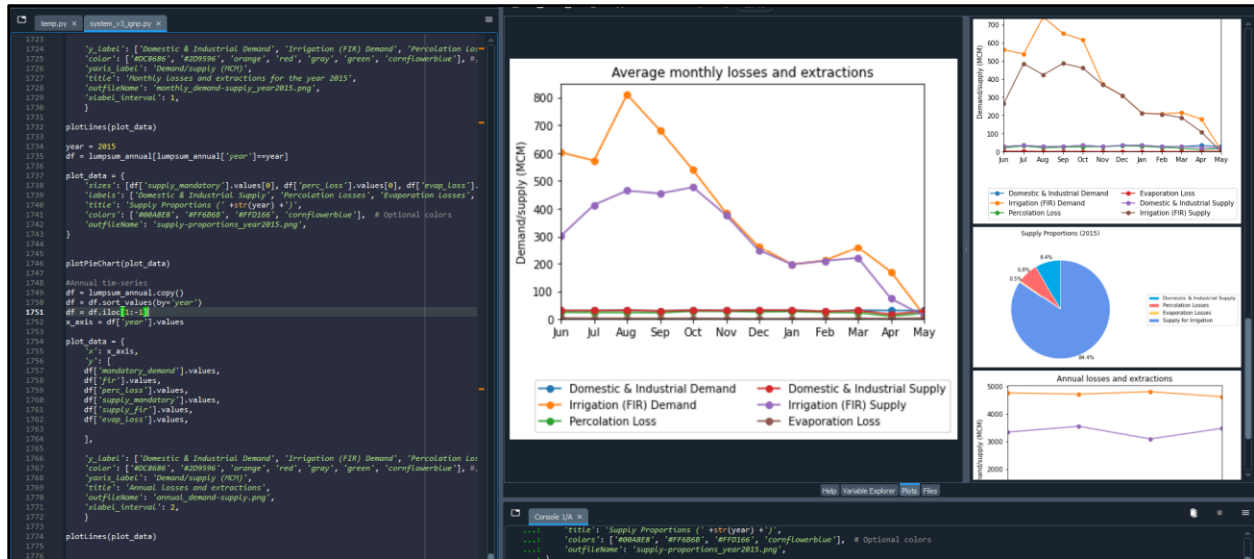 temp.py
system_v3_ignp.py
1723
1724 'y_label': ['Domestic & Industrial Demand', 'Irrigation (FIR) Demand', 'Percolation Los
1725 'color': ['#DCB6B6', '#2D9596', 'orange', 'red', 'gray', 'green', 'cornflowerblue'], #.
1726 'yaxis_label': 'Demand/supply (MCM)',
1727 'title': 'Monthly losses and extractions for the year 2015',
1728 'outfileName': 'monthly_demand-supply_year2015.png',
1729 'xlabel_interval': 1,
1730 }
1731
1732 plotLines(plot_data)
1733
1734 year = 2015
1735 df = lumpsum_annual[lumpsum_annual['year']==year]
1736
1737 plot_data = {
1738 'sizes': [df['supply_mandatory'].values[0], df['perc_loss'].values[0], df['evap_loss'].
1739 'labels': ['Domestic & Industrial Supply', 'Percolation Losses', 'Evaporation Losses',
1740 'title': 'Supply Proportions (' +str(year) +')',
1741 'colors': ['#00A8E8', '#FF6B6B', '#FFD166', 'cornflowerblue'], # Optional colors
1742 'outfileName': 'supply-proportions_year2015.png',
1743 }
1744
1745
1746 plotPieChart(plot_data)
1747
1748 #Annual tim-series
1749 df = lumpsum_annual.copy()
1750 df = df.sort_values(by='year')
1751 df = df.iloc[1:-1]
1752 x_axis = df['year'].values
1753
1754 plot_data = {
1755 'x': x_axis,
1756 'y': [
1757 df['mandatory_demand'].values,
1758 df['fir'].values,
1759 df['perc_loss'].values,
1760 df['supply_mandatory'].values,
1761 df['supply_fir'].values,
1762 df['evap_loss'].values,
1763
1764 ],
1765
1766 'y_label': ['Domestic & Industrial Demand', 'Irrigation (FIR) Demand', 'Percolation Los
1767 'color': ['#DCB6B6', '#2D9596', 'orange', 'red', 'gray', 'green', 'cornflowerblue'], #.
1768 'yaxis_label': 'Demand/supply (MCM)',
1769 'title': 'Annual losses and extractions',
1770 'outfileName': 'annual_demand-supply.png',
1771 'xlabel_interval': 2,
1772 }
1773
1774 plotLines(plot_data)
1775
1776
Average monthly losses and extractions
Demand/supply (MCM)
800
700
600
500
400
300
200
100
0
Jun Jul Aug Sep Oct Nov Dec Jan Feb Mar Apr May
Domestic & Industrial Demand
Irrigation (FIR) Demand
Percolation Loss
Domestic & Industrial Supply
Irrigation (FIR) Supply
Evaporation Loss
Demand/supply (MCM)
700
600
500
400
300
200
100
0
Jun Jul Aug Sep Oct Nov Dec Jan Feb Mar Apr May
Domestic & Industrial Demand
Irrigation (FIR) Demand
Percolation Loss
Evaporation Loss
Domestic & Industrial Supply
Irrigation (FIR) Supply
Supply Proportions (2015)
8.4%
6.8%
0.5%
84.4%
Domestic & Industrial Supply
Percolation Losses
Evaporation Losses
Supply for Irrigation
Annual losses and extractions
and/supply (MCM)
5000
4000
3000
2000
Help Variable Explorer Plots Files
Console 1/A
...: 'title': 'Supply Proportions (' +str(year) +')',
...: 'colors': ['#00A8E8', '#FF6B6B', '#FFD166', 'cornflowerblue'], # Optional colors
...: 'outfileName': 'supply-proportions_year2015.png',